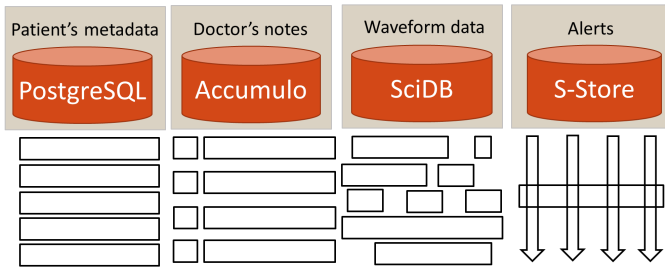 Patient’s metadata
PostgreSQL
Doctor’s notes
Accumulo
Waveform data
SciDB
Alerts
S-Store